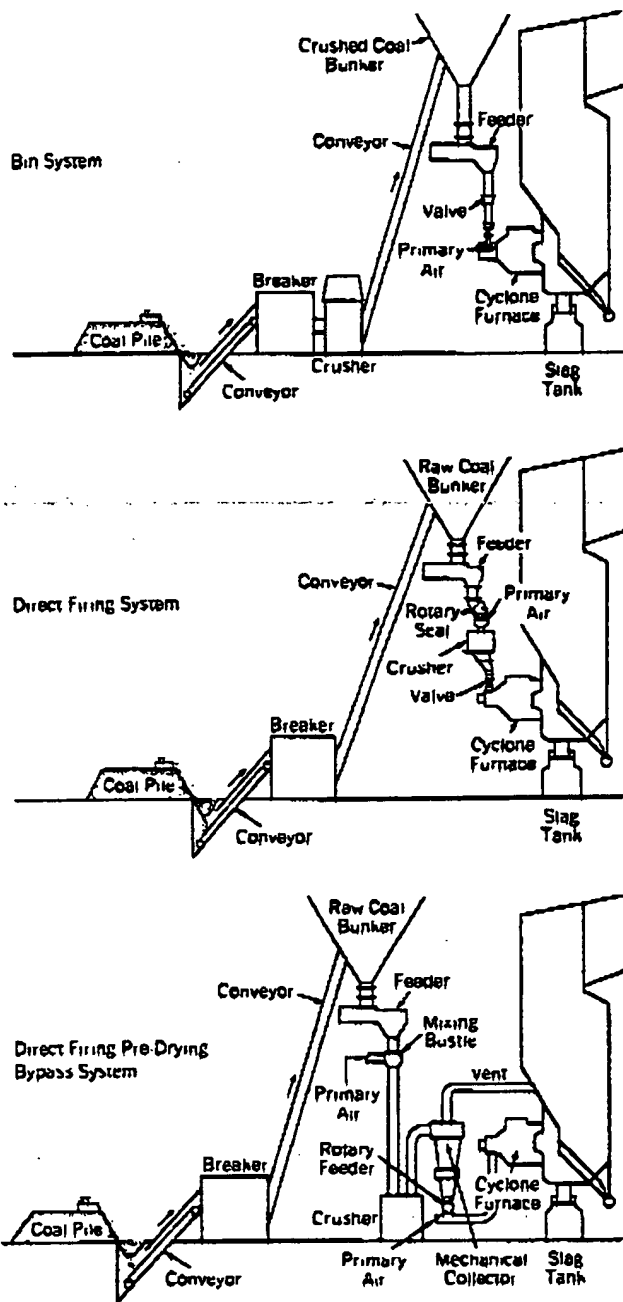 Crushed Coal
Bunker
Feeder
Conveyor
Bin System
Valve
Primary
Air
Breaker
Cyclone
Furnace
Coal Pile
Crusher
Conveyor
Slag
Tank
Raw Coal
Bunker
Feeder
Conveyor
Primary
Air
Direct Firing System
Rotary
Seal
Crusher
Valve
Breaker
Cyclone
Furnace
Coal Pile
Conveyor
Slag
Tank
Raw Coal
Bunker
Conveyor
Feeder
Mixing
Bustle
Direct Firing Pre-Drying
Bypass System
Vent
Primary
Air
Rotary
Feeder
Breaker
Cyclone
Furnace
Crusher
Coal Pile
Conveyor
Primary
Air
Mechanical
Collector
Slag
Tank